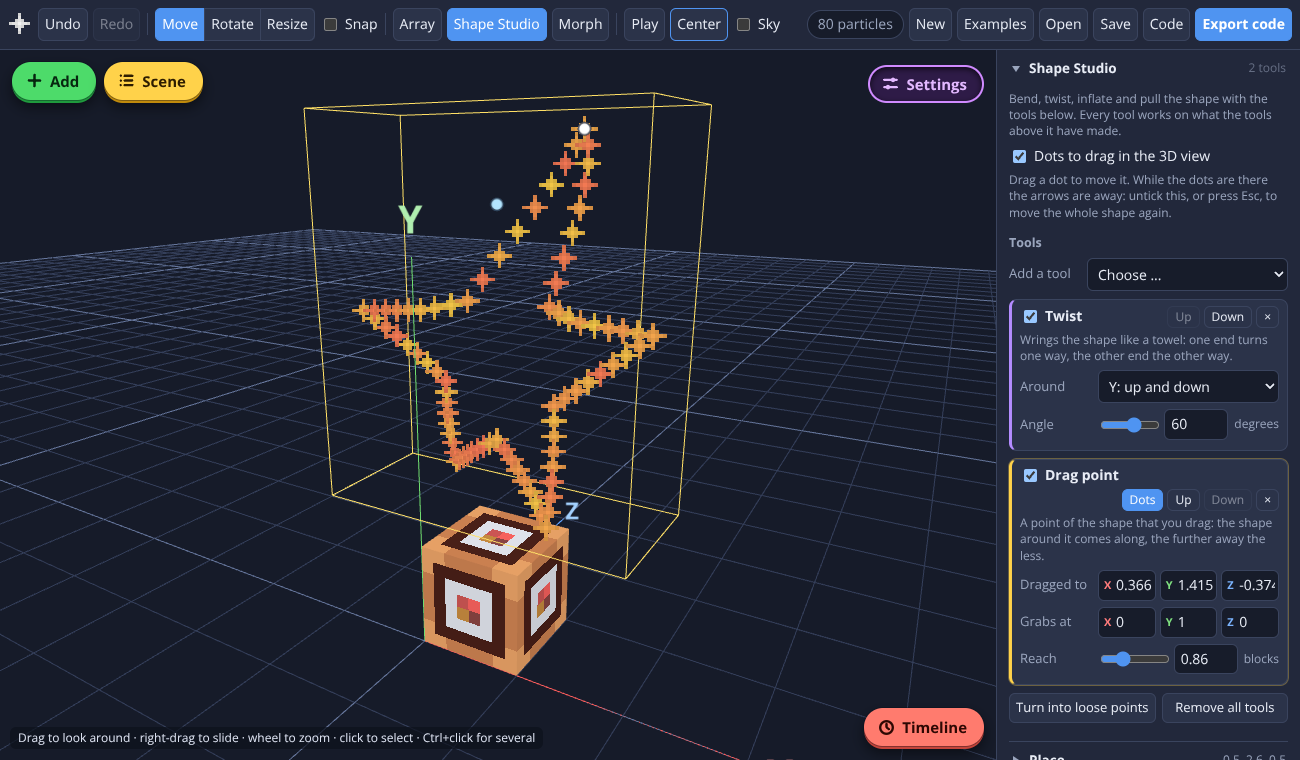 Undo Redo Move Rotate Resize Snap Array Shape Studio Morph Play Center Sky 80 particles New Examples Open Save Code Export code
Add Scene Settings
Y
Z
Drag to look around · right-drag to slide · wheel to zoom · click to select · Ctrl+click for several
Timeline
Shape Studio 2 tools
Bend, twist, inflate and pull the shape with the
tools below. Every tool works on what the tools
above it have made.
Dots to drag in the 3D view
Drag a dot to move it. While the dots are there
the arrows are away: untick this, or press Esc, to
move the whole shape again.
Tools
Add a tool Choose ...
Twist Up Down ×
Wrings the shape like a towel: one end turns
one way, the other end the other way.
Around Y: up and down
Angle 60 degrees
Drag point
Dots Up Down ×
A point of the shape that you drag: the shape
around it comes along, the further away the
less.
Dragged to X 0.366 Y 1.415 Z -0.374
Grabs at X 0 Y 1 Z 0
Reach 0.86 blocks
Turn into loose points Remove all tools